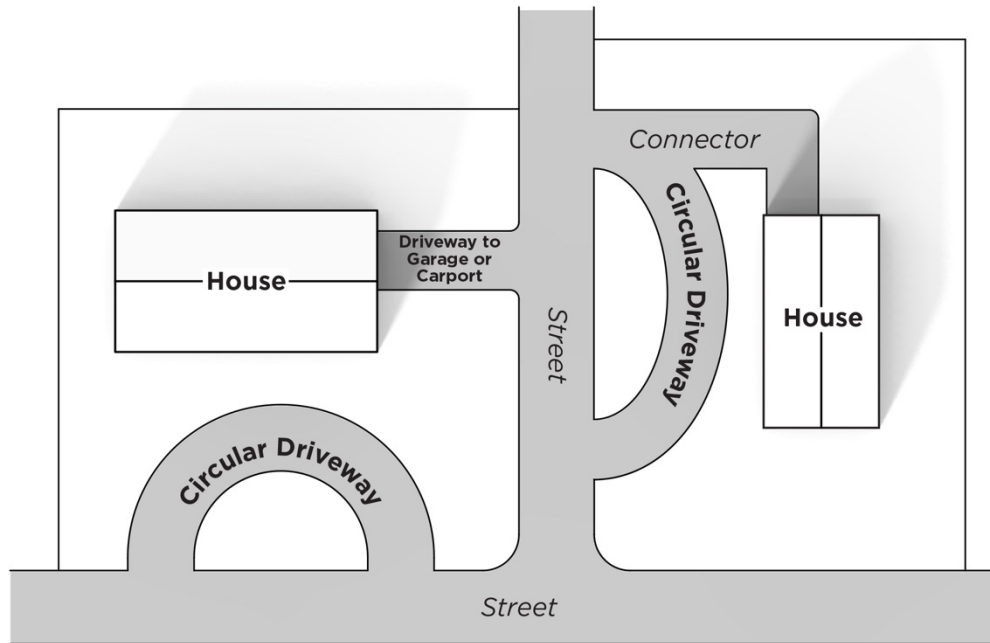 Connector
Driveway to
Garage or
Carport
House
Circular Driveway
House
Street
Circular Driveway
Street